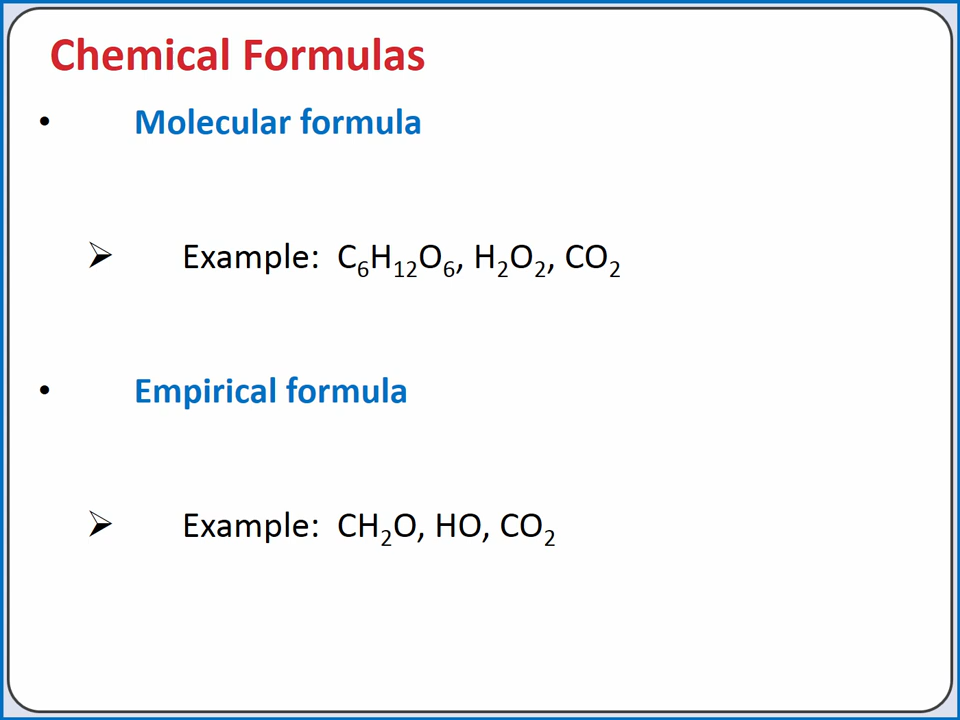 Chemical Formulas
• Molecular formula
➢ Example: C₆H₁₂O₆, H₂O₂, CO₂
• Empirical formula
➢ Example: CH₂O, HO, CO₂